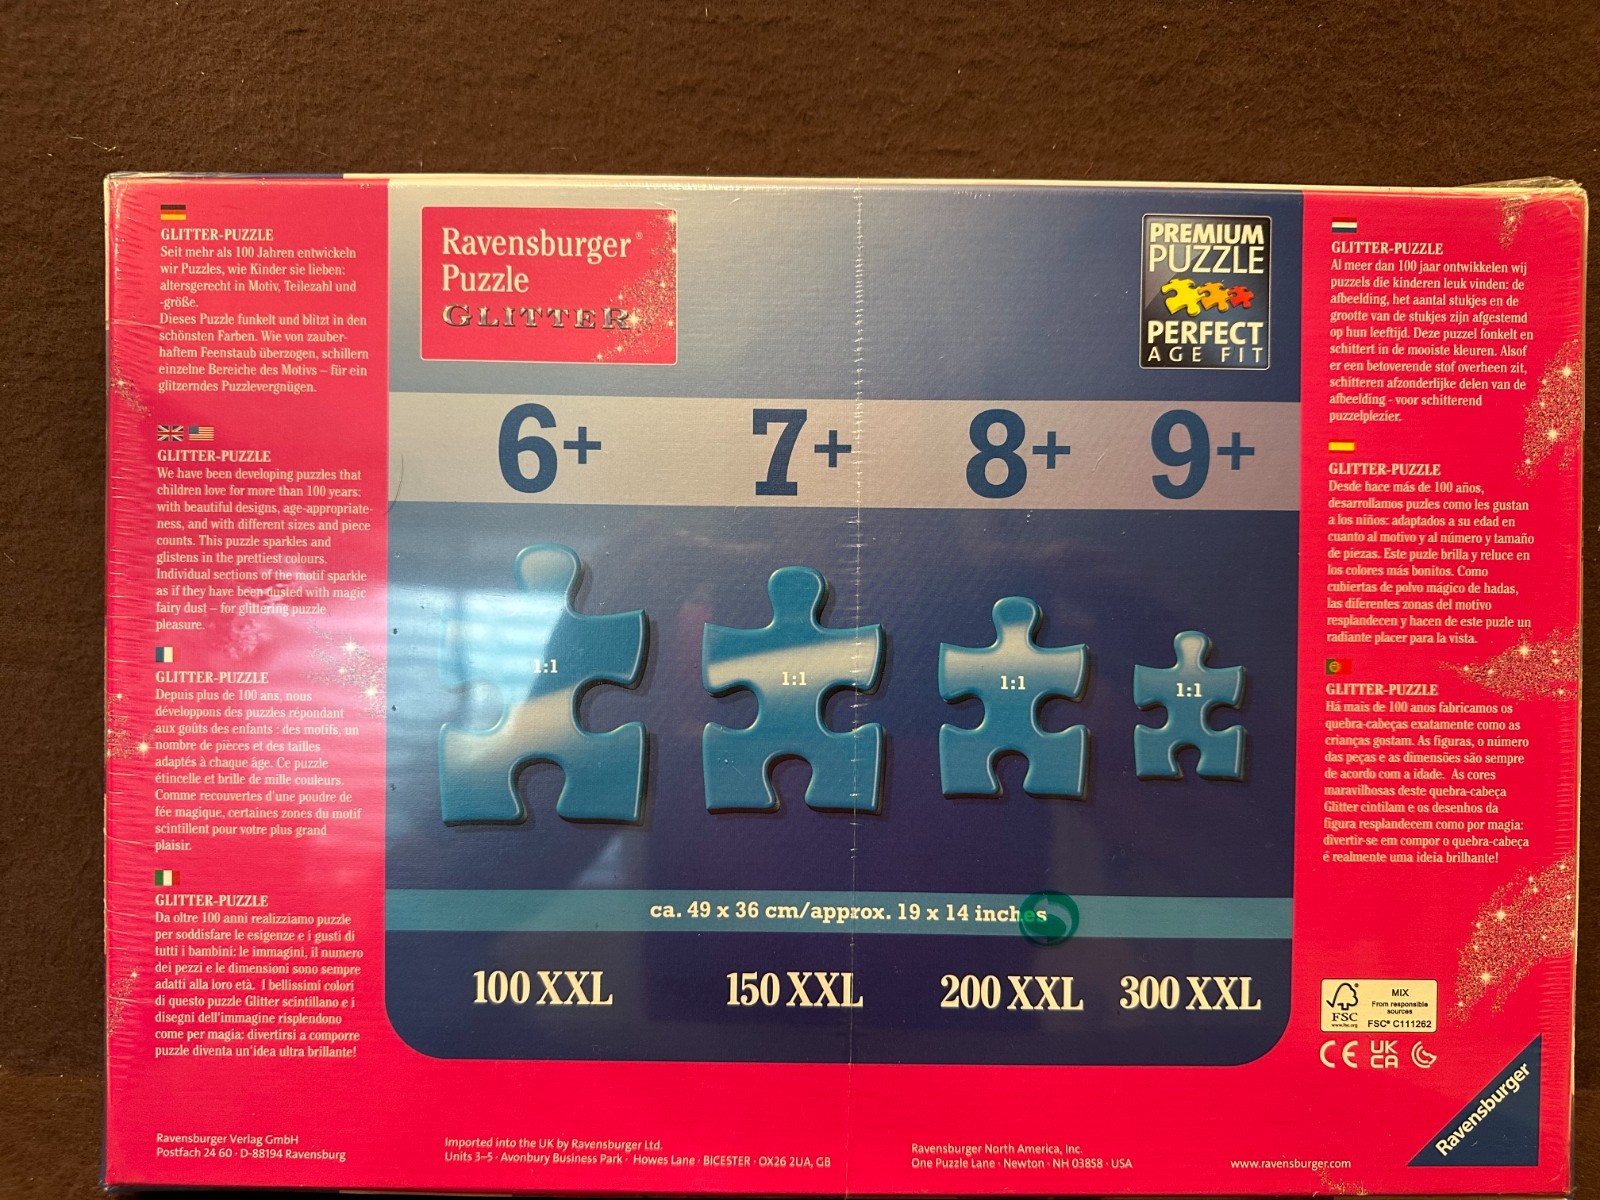 GLITTER-PUZZLE
Seit mehr als 100 Jahren entwickeln
wir Puzzles, wie Kinder sie lieben:
altersgerecht in Motiv, Teilezahl und
-größe.
Dieses Puzzle funkelt und blitzt in den
schönsten Farben. Wie von zauber-
haftem Feenstaub überzogen, schillern
einzelne Bereiche des Motivs – für ein
glitzerndes Puzzlevergnügen.
GLITTER-PUZZLE
We have been developing puzzles that
children love for more than 100 years:
with beautiful designs, age-appropriate-
ness, and with different sizes and piece
counts. This puzzle sparkles and
glistens in the prettiest colours.
Individual sections of the motif sparkle
as if they have been dusted with magic
fairy dust – for glittering puzzle
pleasure.
GLITTER-PUZZLE
Depuis plus de 100 ans, nous
développons des puzzles répondant
aux goûts des enfants : des motifs, un
nombre de pièces et des tailles
adaptés à chaque âge. Ce puzzle
étincelle et brille de mille couleurs.
Comme recouvertes d'une poudre de
fée magique, certaines zones du motif
scintillent pour votre plus grand
plaisir.
GLITTER-PUZZLE
Da oltre 100 anni realizziamo puzzle
per soddisfare le esigenze e i gusti di
tutti i bambini: le immagini, il numero
dei pezzi e le dimensioni sono sempre
adatti alla loro età. I bellissimi colori
di questo puzzle Glitter scintillano e i
disegni dell'immagine risplendono
come per magia: divertirsi a comporre
puzzle diventa un'idea ultra brillante!
Ravensburger®
Puzzle
GLITTER
PREMIUM
PUZZLE
PERFECT
AGE FIT
6+ 7+ 8+ 9+
1:1 1:1 1:1 1:1
ca. 49 x 36 cm/approx. 19 x 14 inches
100 XXL 150 XXL 200 XXL 300 XXL
GLITTER-PUZZLE
Al meer dan 100 jaar ontwikkelen wij
puzzels die kinderen leuk vinden: de
afbeelding, het aantal stukjes en de
grootte van de stukjes zijn afgestemd
op hun leeftijd. Deze puzzel fonkelt en
schittert in de mooiste kleuren. Alsof
er een betoverende stof overheen zit,
schitteren afzonderlijke delen van de
afbeelding - voor schitterend
puzzelplezier.
GLITTER-PUZZLE
Desde hace más de 100 años,
desarrollamos puzles como les gustan
a los niños: adaptados a su edad en
cuanto al motivo y al número y tamaño
de piezas. Este puzle brilla y reluce en
los colores más bonitos. Como
cubiertas de polvo mágico de hadas,
las diferentes zonas del motivo
resplandecen y hacen de este puzle un
radiante placer para la vista.
GLITTER-PUZZLE
Há mais de 100 anos fabricamos os
quebra-cabeças exatamente como as
crianças gostam. As figuras, o número
das peças e as dimensões são sempre
de acordo com a idade. As cores
maravilhosas deste quebra-cabeça
Glitter cintilam e os desenhos da
figura resplandecem como por magia:
divertir-se em compor o quebra-cabeça
é realmente uma ideia brilhante!
FSC
www.fsc.org
MIX
From responsible
sources
FSC® C111262
CE UK
CA
Ravensburger
Ravensburger Verlag GmbH
Postfach 24 60 · D-88194 Ravensburg
Imported into the UK by Ravensburger Ltd.
Units 3–5 · Avonbury Business Park · Howes Lane · BICESTER · OX26 2UA, GB
Ravensburger North America, Inc.
One Puzzle Lane · Newton · NH 03858 · USA
www.ravensburger.com